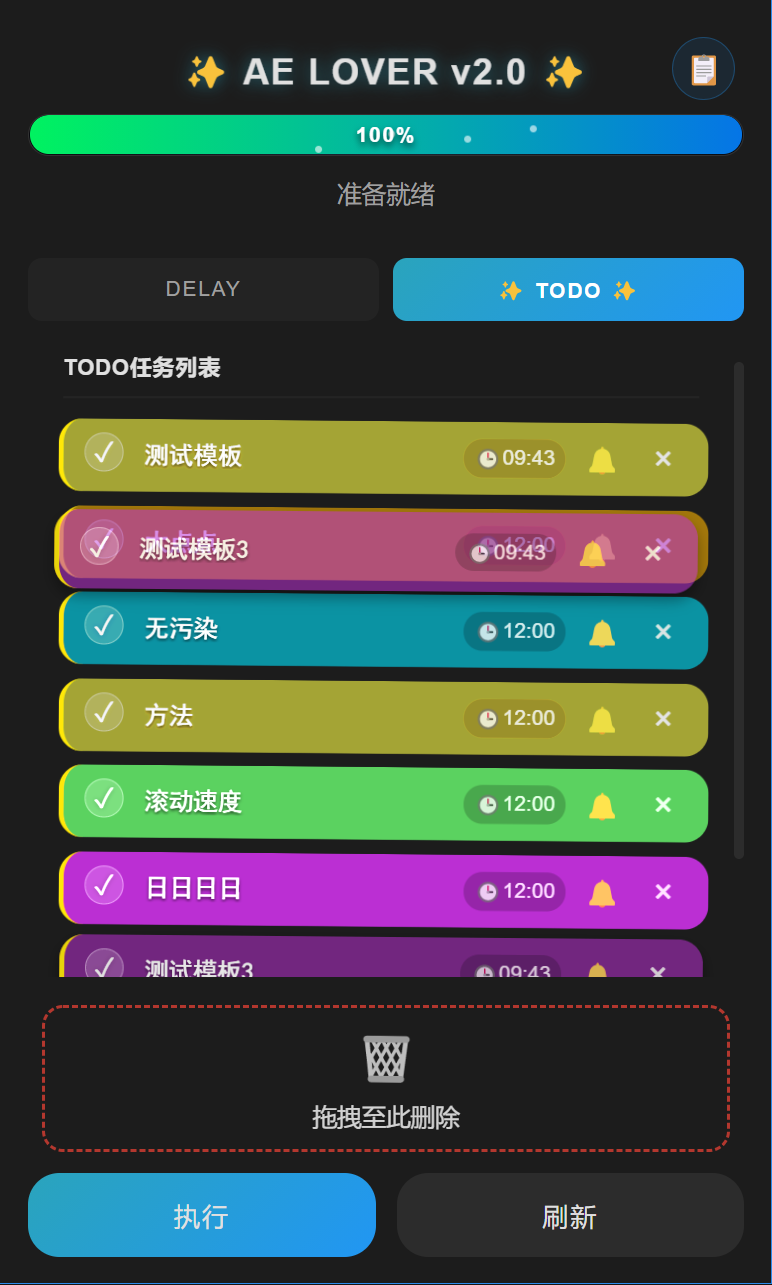 ✨ AE LOVER v2.0 ✨
100%
准备就绪
DELAY
✨ TODO ✨
TODO任务列表
✓ 测试模板 09:43 ×
12:00 ×
✓ 测试模板3 09:43 ×
✓ 无污染 12:00 ×
✓ 方法 12:00 ×
✓ 滚动速度 12:00 ×
✓ 日日日日 12:00 ×
✓ 测试模板3 09:43 ×
拖拽至此删除
执行
刷新